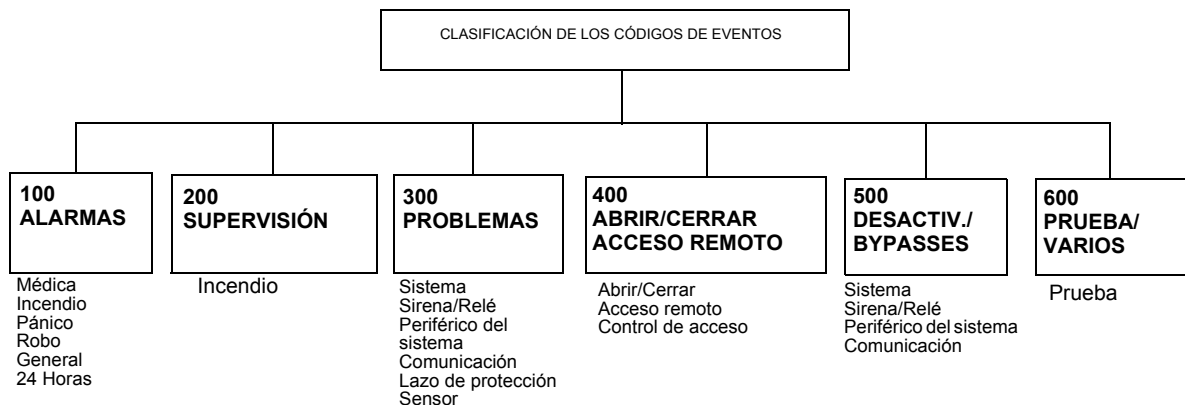 CLASIFICACIÓN DE LOS CÓDIGOS DE EVENTOS
100
ALARMAS
Médica
Incendio
Pánico
Robo
General
24 Horas
200
SUPERVISIÓN
Incendio
300
PROBLEMAS
Sistema
Sirena/Relé
Periférico del
sistema
Comunicación
Lazo de protección
Sensor
400
ABRIR/CERRAR
ACCESO REMOTO
Abrir/Cerrar
Acceso remoto
Control de acceso
500
DESACTIV./
BYPASSES
Sistema
Sirena/Relé
Periférico del sistema
Comunicación
600
PRUEBA/
VARIOS
Prueba